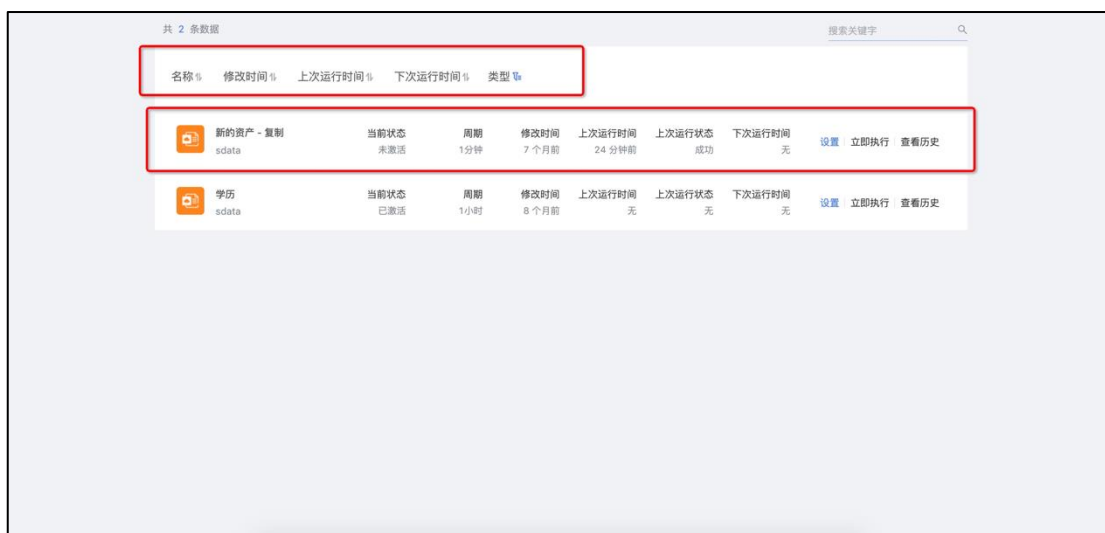 共 2 条数据 搜索关键字
名称 修改时间 上次运行时间 下次运行时间 类型
新的资产 - 复制 当前状态 周期 修改时间 上次运行时间 上次运行状态 下次运行时间 设置 立即执行 查看历史
sdata 未激活 1分钟 7 个月前 24 分钟前 成功 无
学历 当前状态 周期 修改时间 上次运行时间 上次运行状态 下次运行时间 设置 立即执行 查看历史
sdata 已激活 1小时 8 个月前 无 无 无